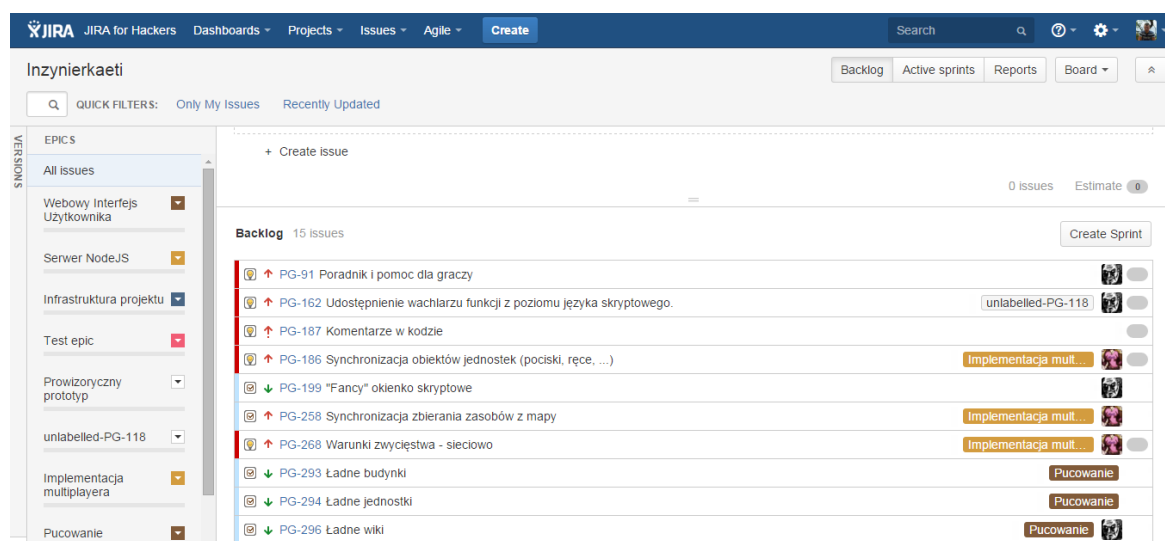 JIRA JIRA for Hackers Dashboards Projects Issues Agile Create Search
Inzynierkaeti Backlog Active sprints Reports Board
QUICK FILTERS: Only My Issues Recently Updated
VERSIONS
EPICS
All issues
Webowy Interfejs
Użytkownika
Serwer NodeJS
Infrastruktura projektu
Test epic
Prowizoryczny
prototyp
unlabelled-PG-118
Implementacja
multiplayera
Pucowanie
+ Create issue
0 issues Estimate 0
Backlog 15 issues Create Sprint
PG-91 Poradnik i pomoc dla graczy
PG-162 Udostępnienie wachlarzu funkcji z poziomu języka skryptowego. unlabelled-PG-118
PG-187 Komentarze w kodzie
PG-186 Synchronizacja obiektów jednostek (pociski, ręce, ...) Implementacja mult...
PG-199 "Fancy" okienko skryptowe
PG-258 Synchronizacja zbierania zasobów z mapy Implementacja mult...
PG-268 Warunki zwycięstwa - sieciowo Implementacja mult...
PG-293 Ładne budynki Pucowanie
PG-294 Ładne jednostki Pucowanie
PG-296 Ładne wiki Pucowanie